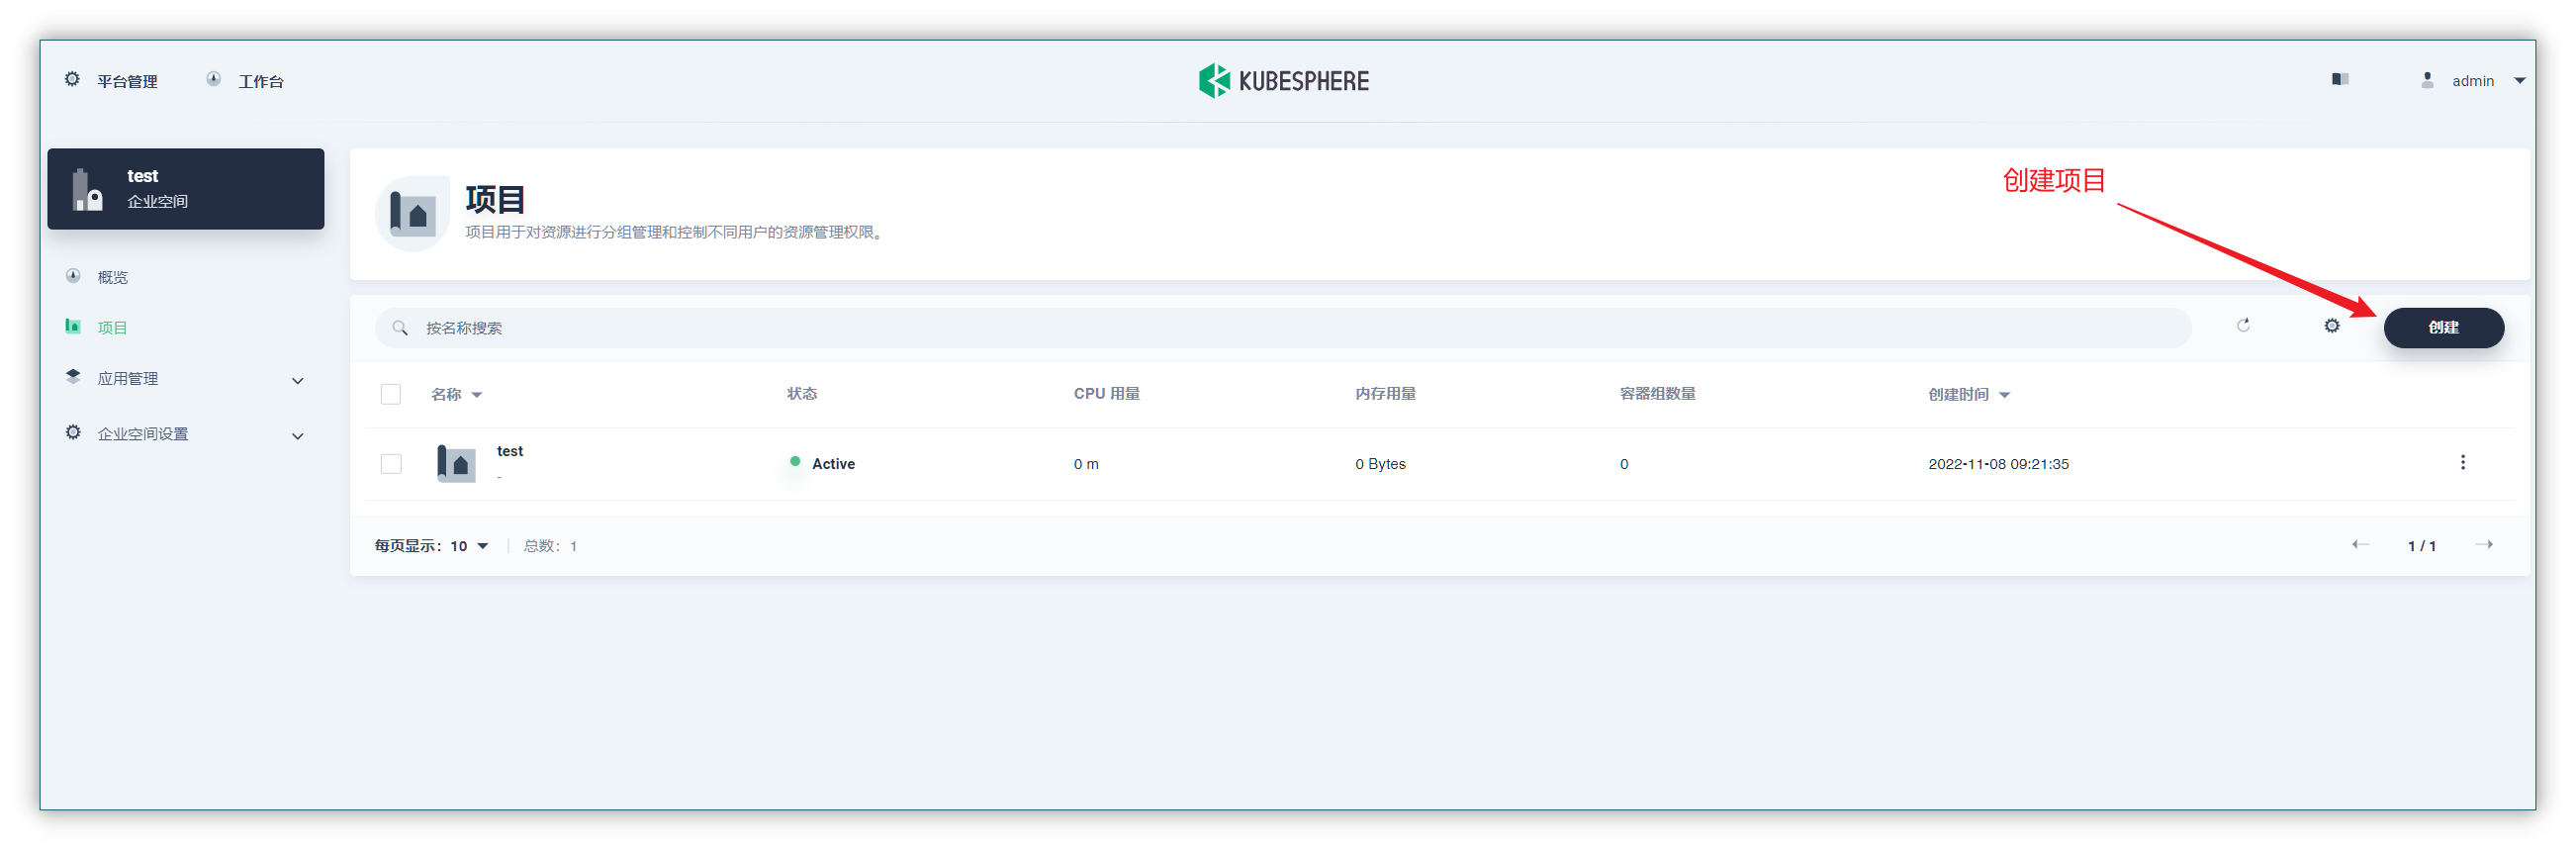 平台管理 工作台 KUBESPHERE admin
test
企业空间
概览
项目
应用管理
企业空间设置
项目
项目用于对资源进行分组管理和控制不同用户的资源管理权限。
创建项目
按名称搜索 创建
名称 状态 CPU 用量 内存用量 容器组数量 创建时间
test
-
Active 0 m 0 Bytes 0 2022-11-08 09:21:35
每页显示：10 总数：1 1 / 1